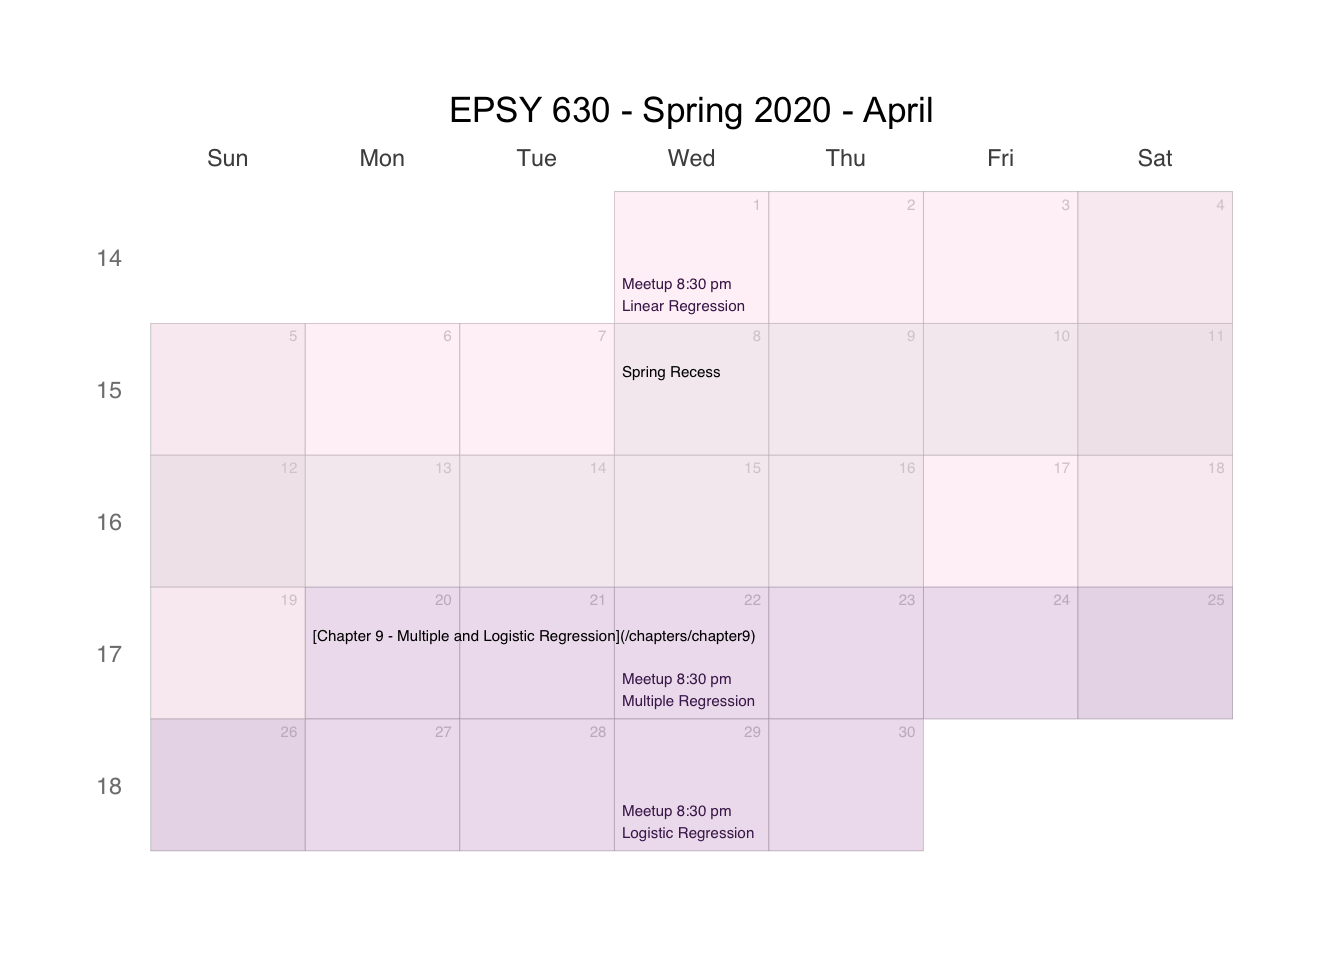 EPSY 630 - Spring 2020 - April
Sun Mon Tue Wed Thu Fri Sat
14
1 2 3 4
Meetup 8:30 pm
Linear Regression
15
5 6 7 8 9 10 11
Spring Recess
16
12 13 14 15 16 17 18
17
19 20 21 22 23 24 25
[Chapter 9 - Multiple and Logistic Regression](/chapters/chapter9)
Meetup 8:30 pm
Multiple Regression
18
26 27 28 29 30
Meetup 8:30 pm
Logistic Regression